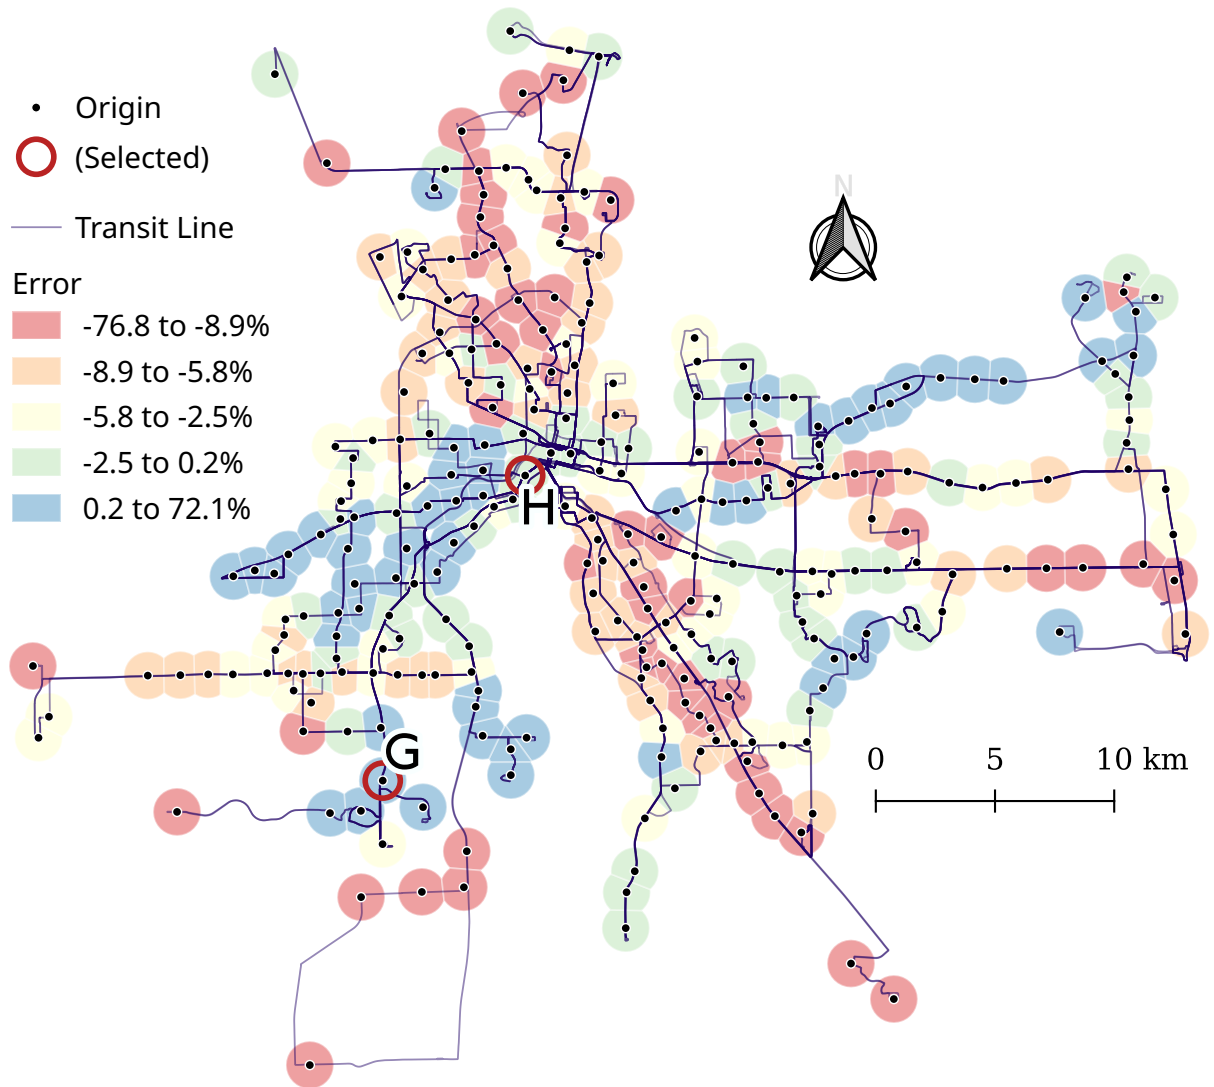 N
Origin
(Selected)
Transit Line
Error
-76.8 to -8.9%
-8.9 to -5.8%
-5.8 to -2.5%
-2.5 to 0.2%
0.2 to 72.1%
H
G
0 5 10 km